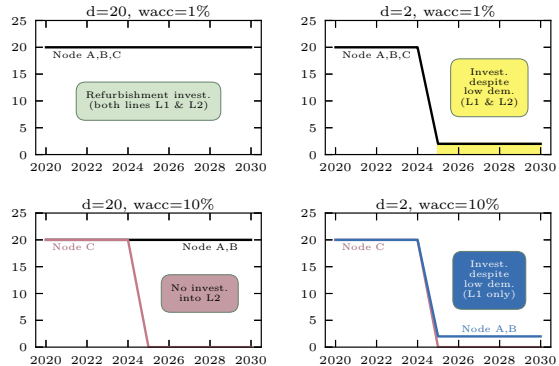 d=20, wacc=1%
25
20
15
10
5
0
Node A,B,C
Refurbishment invest.
(both lines L1 & L2)
2020 2022 2024 2026 2028 2030
d=2, wacc=1%
25
20
15
10
5
0
Node A,B,C
Invest.
despite
low dem.
(L1 & L2)
2020 2022 2024 2026 2028 2030
d=20, wacc=10%
25
20
15
10
5
0
Node C
Node A,B
No invest.
into L2
2020 2022 2024 2026 2028 2030
d=2, wacc=10%
25
20
15
10
5
0
Node C
Invest.
despite
low dem.
(L1 only)
Node A,B
2020 2022 2024 2026 2028 2030